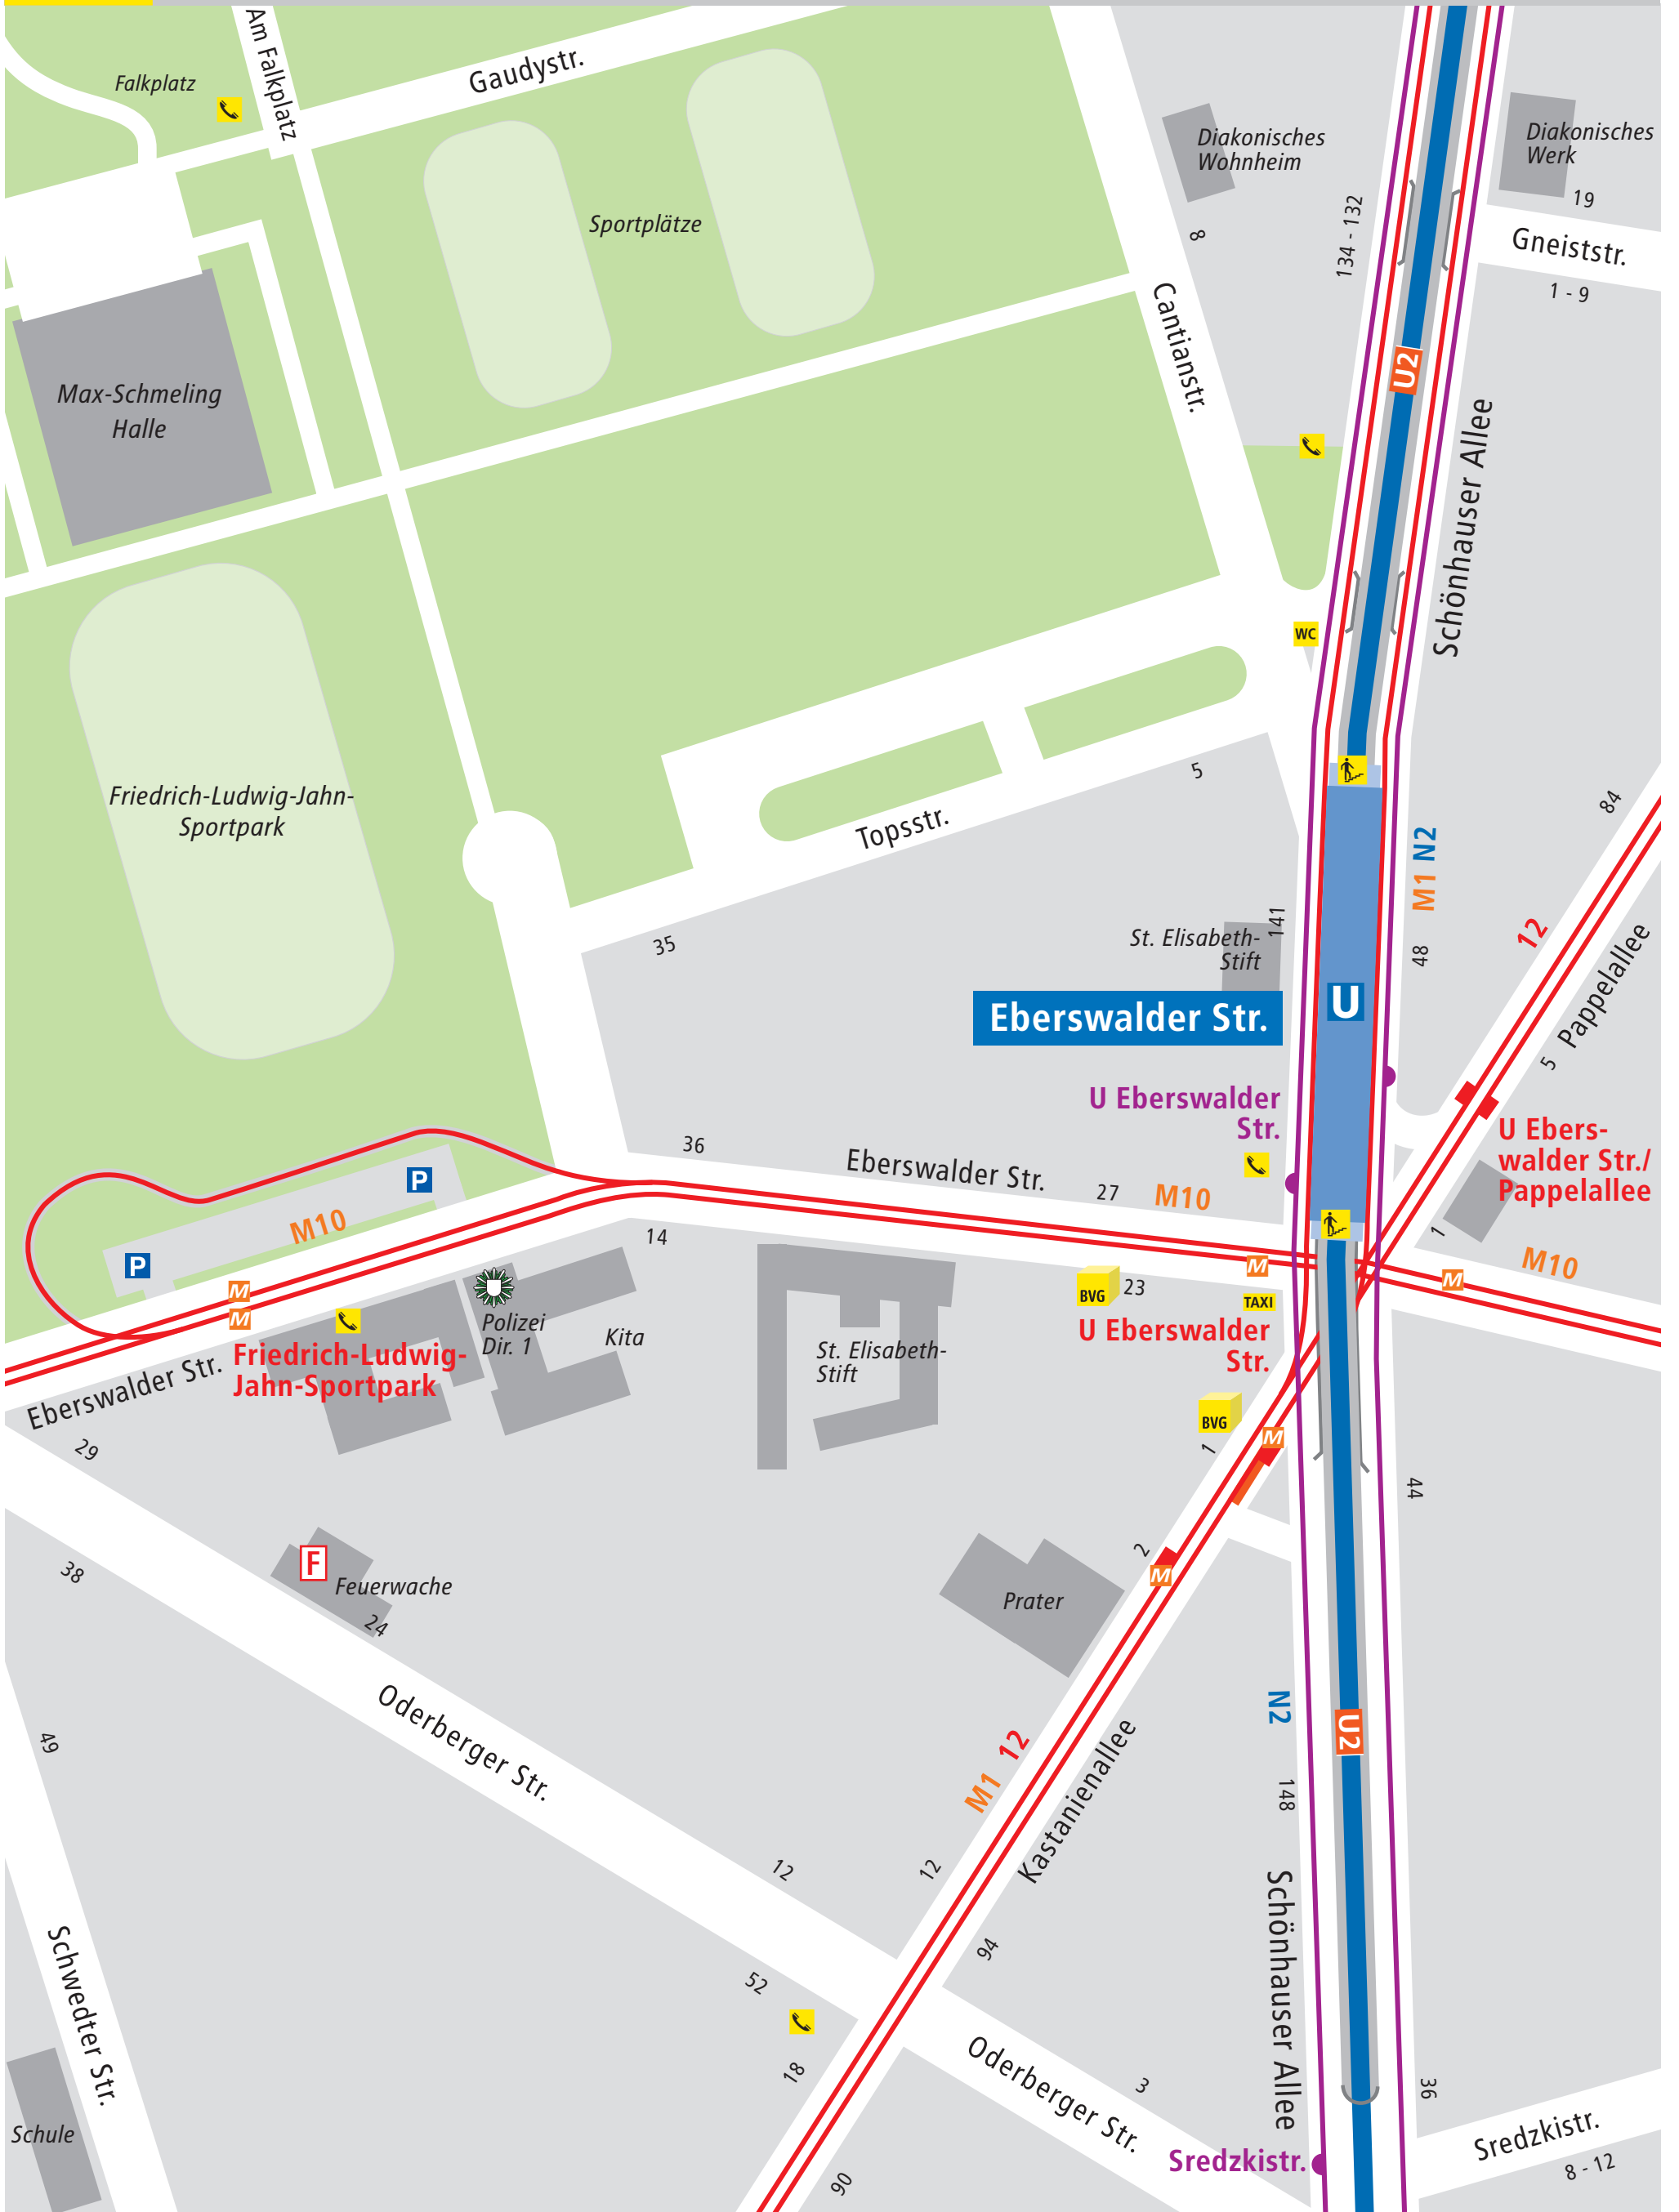 Am Falkplatz
Gaudystr.
Falkplatz
Diakonisches
Wohnheim
Diakonisches
Werk
19
8
134 - 132
Sportplätze
Gneiststr.
1 - 9
Cantianstr.
U2
Max-Schmeling
Halle
Schönhauser Allee
WC
Friedrich-Ludwig-Jahn-
Sportpark
5
84
Topsstr.
M1 N2
12
35
141
St. Elisabeth-
Stift
48
Pappelallee
Eberswalder Str.
U
5
U Eberswalder
Str.
U Ebers-
walder Str./
Pappelallee
36
Eberswalder Str.
27
M10
P
M10
P
14
1
M10
M
M
M
M
BVG
23
TAXI
Polizei
Dir. 1
Kita
U Eberswalder
Str.
St. Elisabeth-
Stift
Friedrich-Ludwig-
Jahn-Sportpark
Eberswalder Str.
29
BVG
1
M
44
38
F
Feuerwache
24
2
M
Prater
Oderberger Str.
N2
U2
49
M1 12
Kastanienallee
148
12
12
Schönhauser Allee
94
Schwedter Str.
52
18
Oderberger Str.
3
36
Schule
Sredzkistr.
Sredzkistr.
8 - 12
90